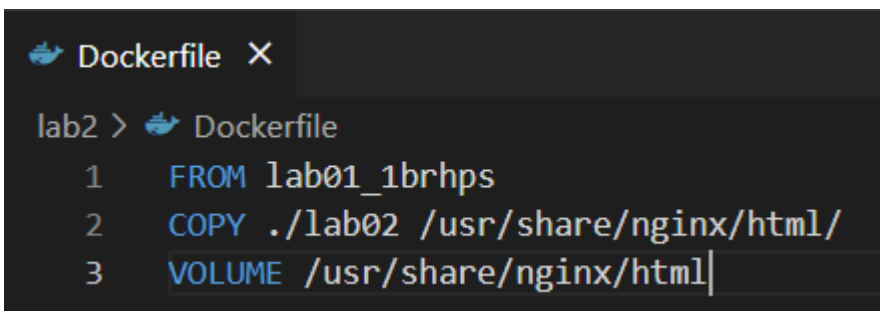 Dockerfile ×
lab2 > Dockerfile
1 FROM lab01_1brhps
2 COPY ./lab02 /usr/share/nginx/html/
3 VOLUME /usr/share/nginx/html